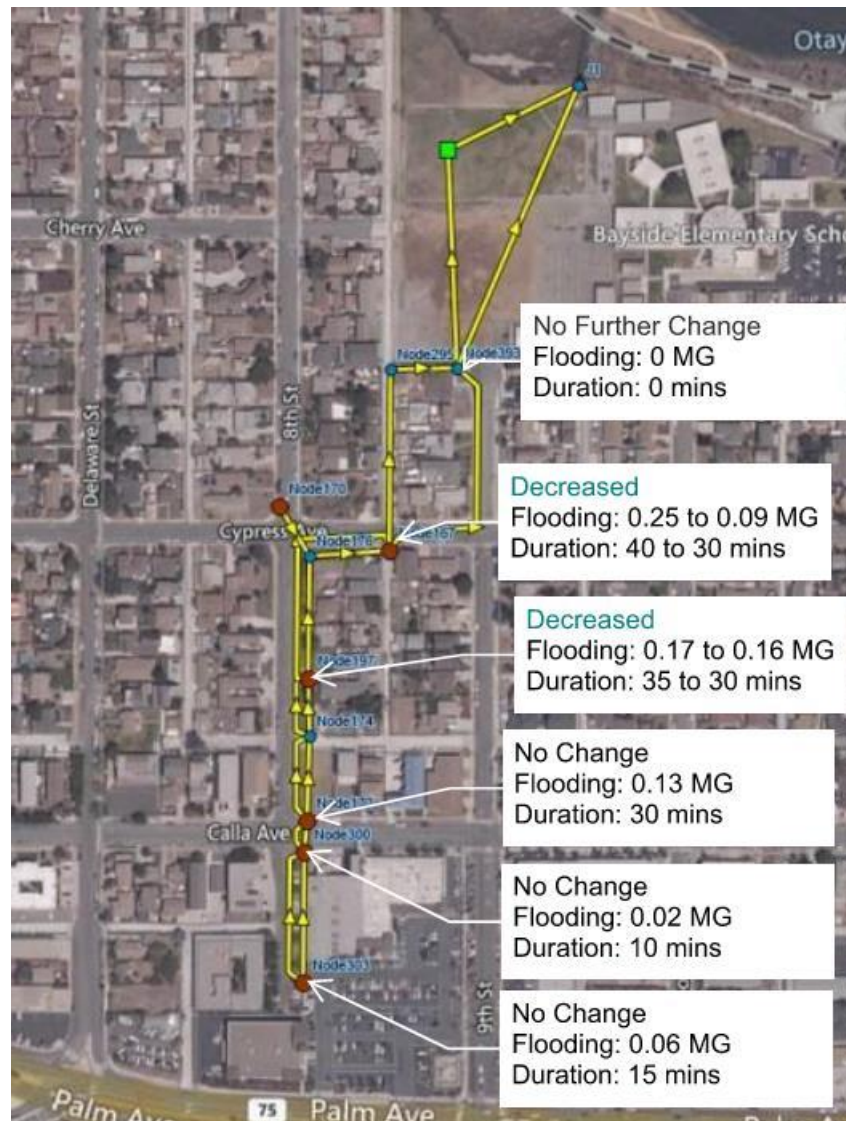 Otay
J1
Cherry Ave
Bayside Elementary Scho
No Further Change
Flooding: 0 MG
Duration: 0 mins
Node295
Node393
Delaware St
8th St
Decreased
Flooding: 0.25 to 0.09 MG
Duration: 40 to 30 mins
Node170
Cypress Ave
Node176
Node167
Decreased
Flooding: 0.17 to 0.16 MG
Duration: 35 to 30 mins
Node197
Node174
No Change
Flooding: 0.13 MG
Duration: 30 mins
Calla Ave
Node300
No Change
Flooding: 0.02 MG
Duration: 10 mins
Node303
9th St
No Change
Flooding: 0.06 MG
Duration: 15 mins
Palm Ave
75
Palm Ave